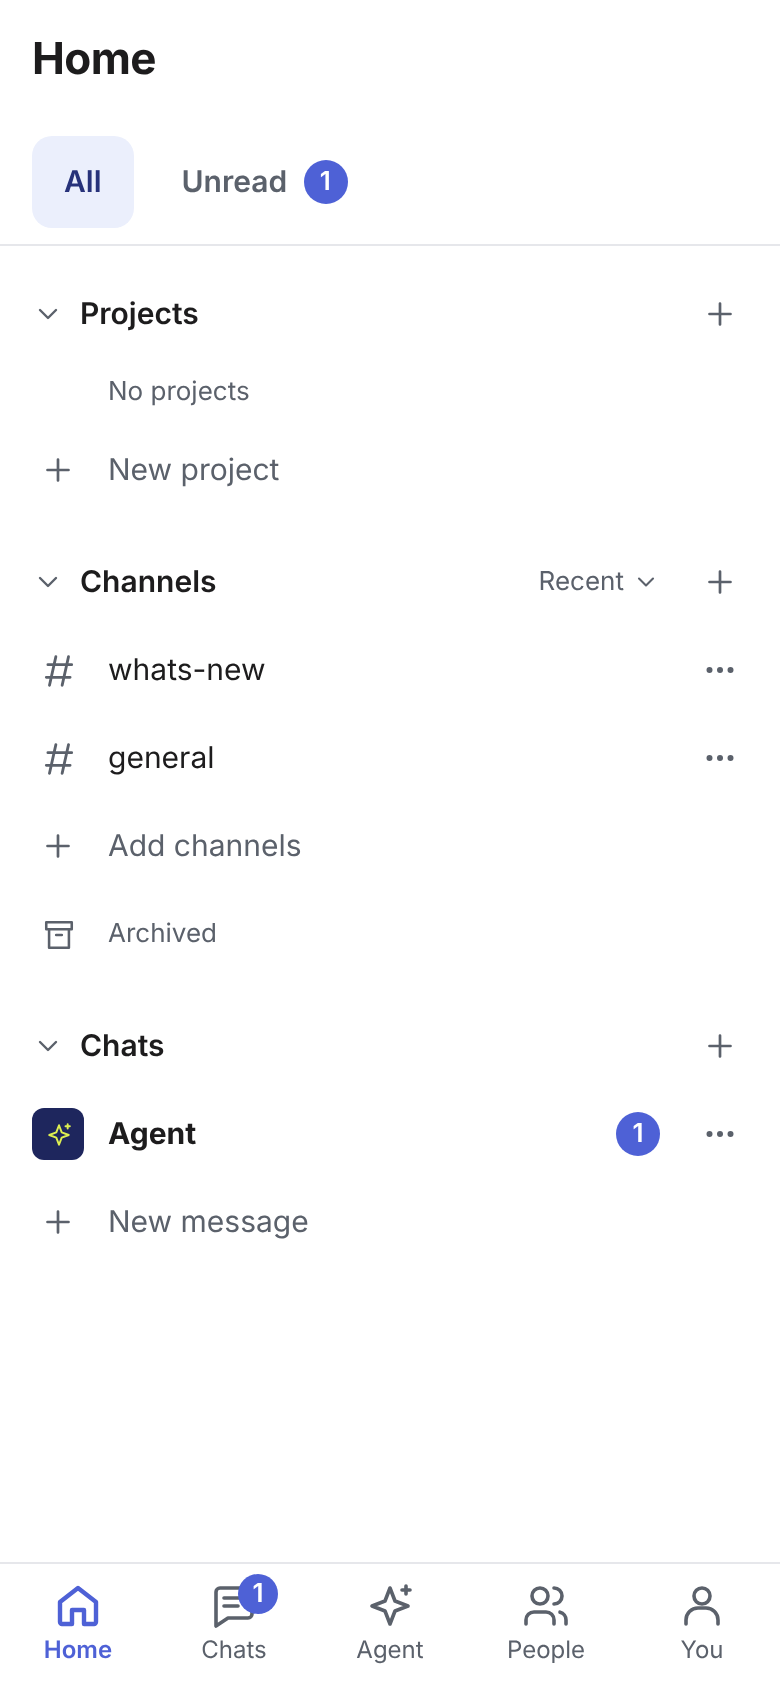 Home
All
Unread 1
Projects
No projects
New project
Channels Recent
whats-new
general
Add channels
Archived
Chats
Agent 1
New message
1
Home Chats Agent People You